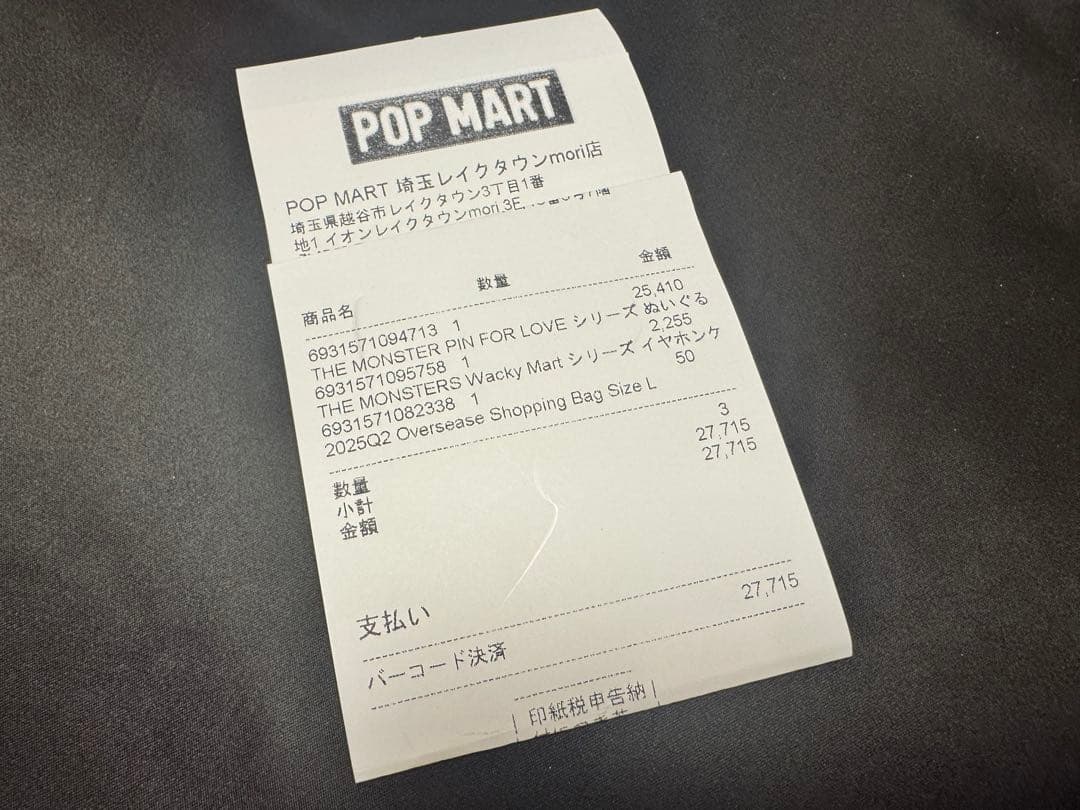 POP MART
POP MART 埼玉レイクタウンmori店
埼玉県越谷市レイクタウン3丁目1番
地1 イオンレイクタウンmori 3E
商品名 数量 金額
6931571094713 1 25,410
THE MONSTER PIN FOR LOVE シリーズ ぬいぐる
6931571095758 1 2,255
THE MONSTERS Wacky Mart シリーズ イヤホンケ
6931571082338 1 50
2025Q2 Oversease Shopping Bag Size L
数量 3
小計 27,715
金額 27,715
支払い
バーコード決済 27,715
印紙税申告納